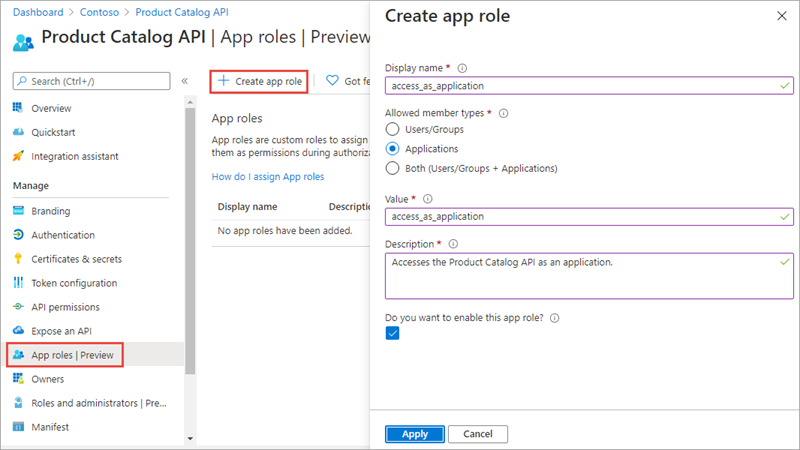 Dashboard > Contoso > Product Catalog API
Product Catalog API | App roles | Preview
Search (Ctrl+/)
«
Overview
Quickstart
Integration assistant
Manage
Branding
Authentication
Certificates & secrets
Token configuration
API permissions
Expose an API
App roles | Preview
Owners
Roles and administrators | Pre...
Manifest
+ Create app role
Got fe
App roles
App roles are custom roles to assign
them as permissions during authoriza
How do I assign App roles
Display name Descriptio
No app roles have been added.
Create app role
Display name *
access_as_application
Allowed member types *
Users/Groups
Applications
Both (Users/Groups + Applications)
Value *
access_as_application
Description *
Accesses the Product Catalog API as an application.
Do you want to enable this app role?
Apply Cancel